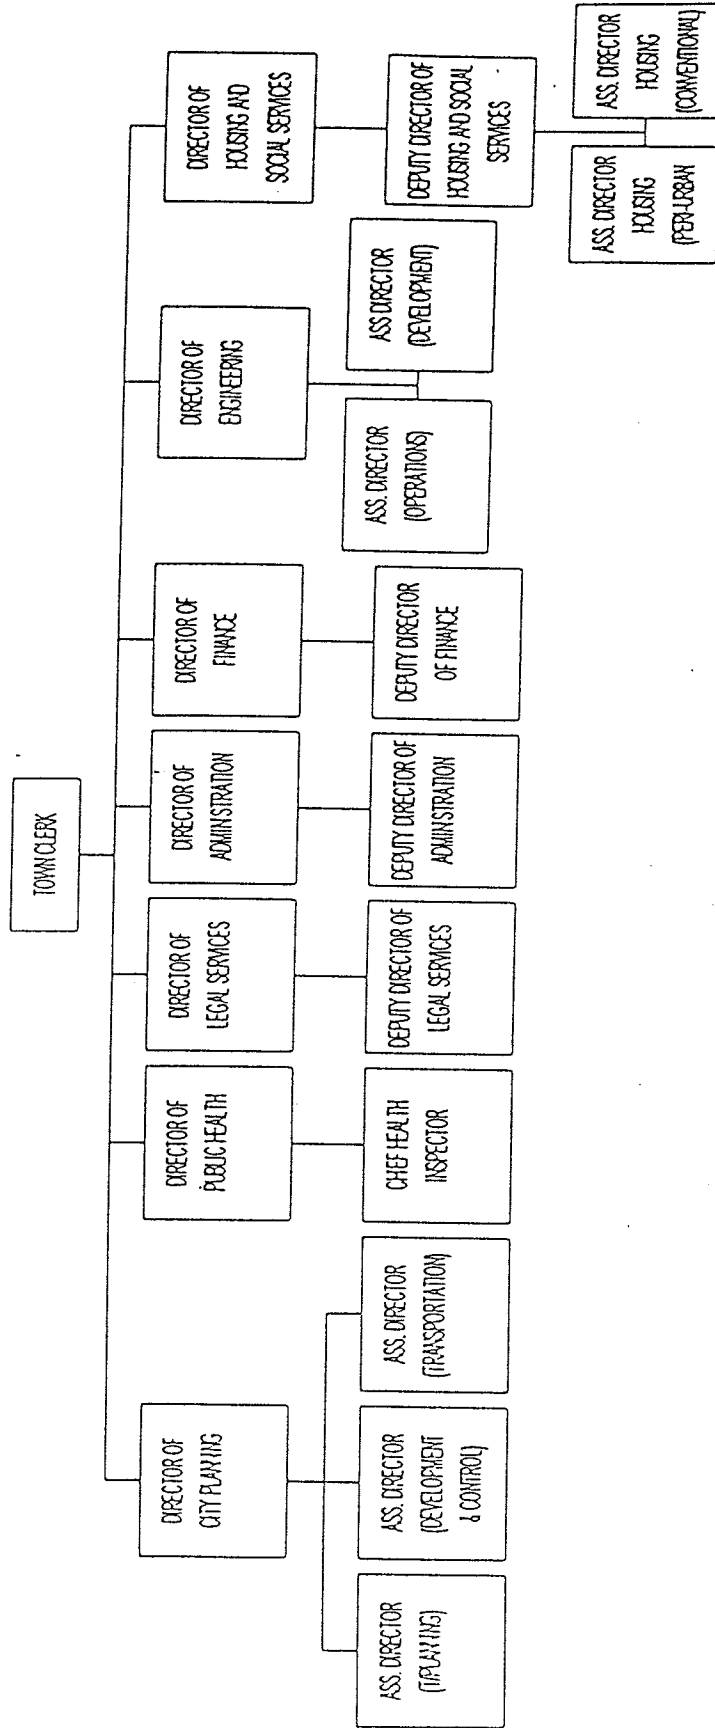 TOWN CLERK
DIRECTOR OF
CITY PLANNING
DIRECTOR OF
PUBLIC HEALTH
DIRECTOR OF
LEGAL SERVICES
DIRECTOR OF
ADMINISTRATION
DIRECTOR OF
FINANCE
DIRECTOR OF
ENGINEERING
DIRECTOR OF
HOUSING AND
SOCIAL SERVICES
ASS. DIRECTOR
(T/PLANNING)
ASS. DIRECTOR
(DEVELOPMENT
& CONTROL)
ASS. DIRECTOR
(TRANSPORTATION)
CHIEF HEALTH
INSPECTOR
DEPUTY DIRECTOR OF
LEGAL SERVICES
DEPUTY DIRECTOR OF
ADMINISTRATION
DEPUTY DIRECTOR
OF FINANCE
ASS. DIRECTOR
(OPERATIONS)
ASS DIRECTOR
(DEVELOPMENT)
DEPUTY DIRECTOR OF
HOUSING AND SOCIAL
SERVICES
ASS. DIRECTOR
HOUSING
(PERI-URBAN
ASS. DIRECTOR
HOUSING
(CONVENTIONAL)